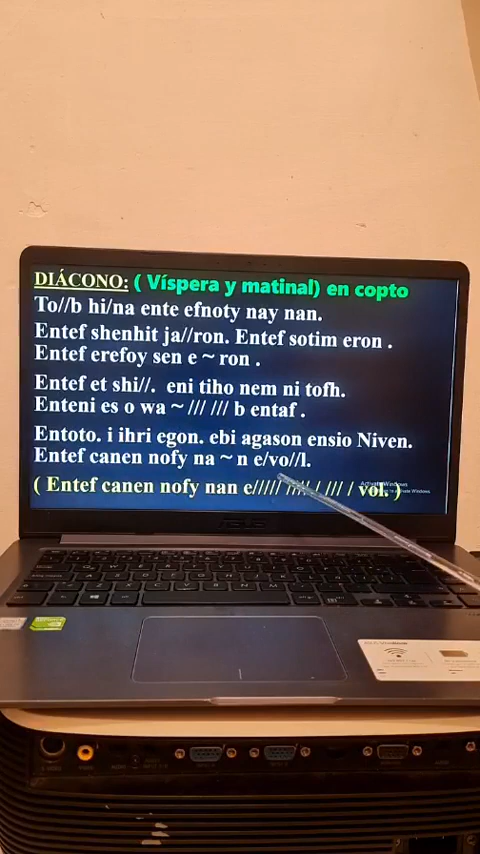 DIÁCONO: ( Víspera y matinal) en copto
To//b hi/na ente efnoty nay nan.
Entef shenhit ja//ron. Entef sotim eron .
Entef erefoy sen e ~ ron .
Entef et shi//. eni tiho nem ni tofh.
Enteni es o wa ~ /// /// b entaf .
Entoto. i ihri egon. ebi agason ensio Niven.
Entef canen nofy na ~ n e/vo//l.
( Entef canen nofy nan e///// ///// / /// / vol. )
ASUS